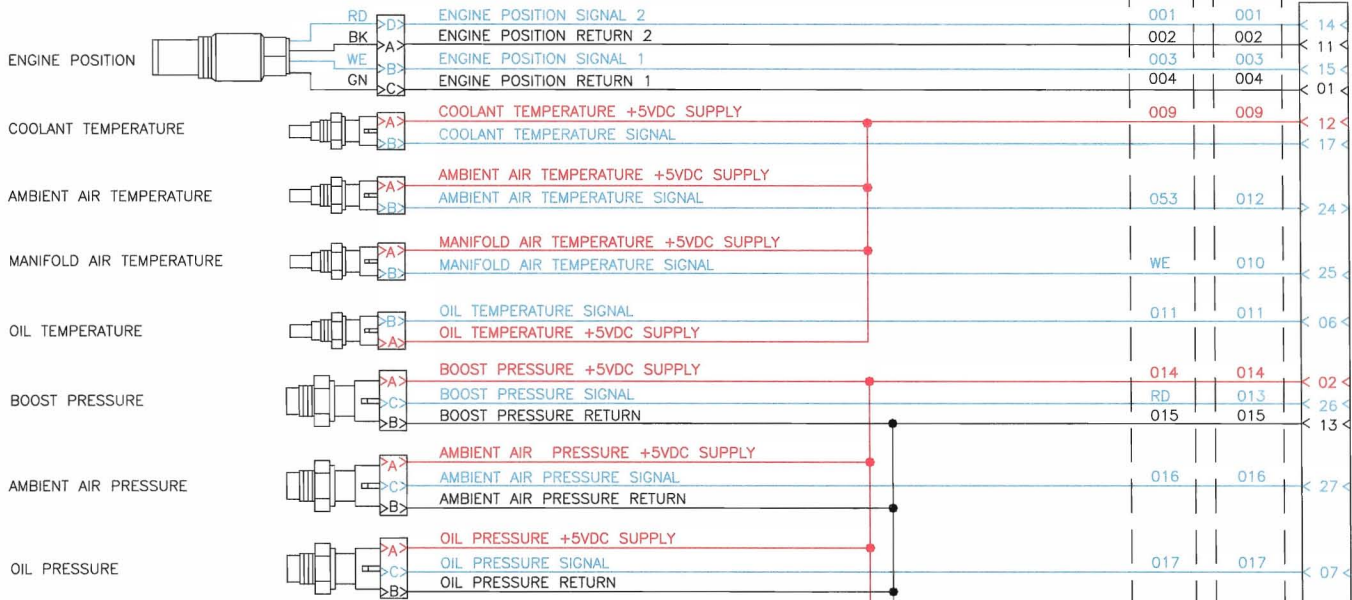 RD >D> ENGINE POSITION SIGNAL 2 001 001 < 14 <
BK >A> ENGINE POSITION RETURN 2 002 002 < 11 <
ENGINE POSITION WE >B> ENGINE POSITION SIGNAL 1 003 003 < 15 <
GN >C> ENGINE POSITION RETURN 1 004 004 < 01 <
COOLANT TEMPERATURE >A> COOLANT TEMPERATURE +5VDC SUPPLY 009 009 < 12 <
>B> COOLANT TEMPERATURE SIGNAL < 17 <
>A> AMBIENT AIR TEMPERATURE +5VDC SUPPLY
AMBIENT AIR TEMPERATURE >B> AMBIENT AIR TEMPERATURE SIGNAL 053 012 > 24 <
>A> MANIFOLD AIR TEMPERATURE +5VDC SUPPLY
MANIFOLD AIR TEMPERATURE >B> MANIFOLD AIR TEMPERATURE SIGNAL WE 010 < 25 <
>B> OIL TEMPERATURE SIGNAL 011 011 < 06 <
OIL TEMPERATURE >A> OIL TEMPERATURE +5VDC SUPPLY
>A> BOOST PRESSURE +5VDC SUPPLY 014 014 < 02 <
BOOST PRESSURE >C> BOOST PRESSURE SIGNAL RD 013 < 26 <
>B> BOOST PRESSURE RETURN 015 015 < 13 <
>A> AMBIENT AIR PRESSURE +5VDC SUPPLY
AMBIENT AIR PRESSURE >C> AMBIENT AIR PRESSURE SIGNAL 016 016 < 27 <
>B> AMBIENT AIR PRESSURE RETURN
>A> OIL PRESSURE +5VDC SUPPLY
OIL PRESSURE >C> OIL PRESSURE SIGNAL 017 017 < 07 <
>B> OIL PRESSURE RETURN